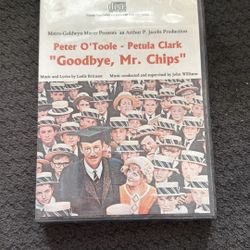 Metro-Goldwyn-Mayer Presents an Arthur P. Jacobs Production
Peter O'Toole - Petula Clark
"Goodbye, Mr. Chips"
Music and Lyrics by Leslie Bricusse Music conducted and supervised by John Williams